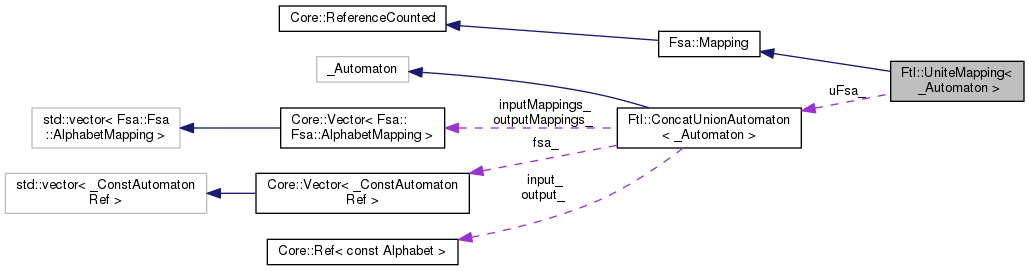 Core::ReferenceCounted
Fsa::Mapping
Ftl::UniteMapping<
_Automaton >
_Automaton
uFsa_
std::vector< Fsa::Fsa
::AlphabetMapping >
Core::Vector< Fsa::
Fsa::AlphabetMapping >
inputMappings_
outputMappings_
Ftl::ConcatUnionAutomaton
< _Automaton >
fsa_
std::vector< _ConstAutomaton
Ref >
Core::Vector< _ConstAutomaton
Ref >
input_
output_
Core::Ref< const Alphabet >